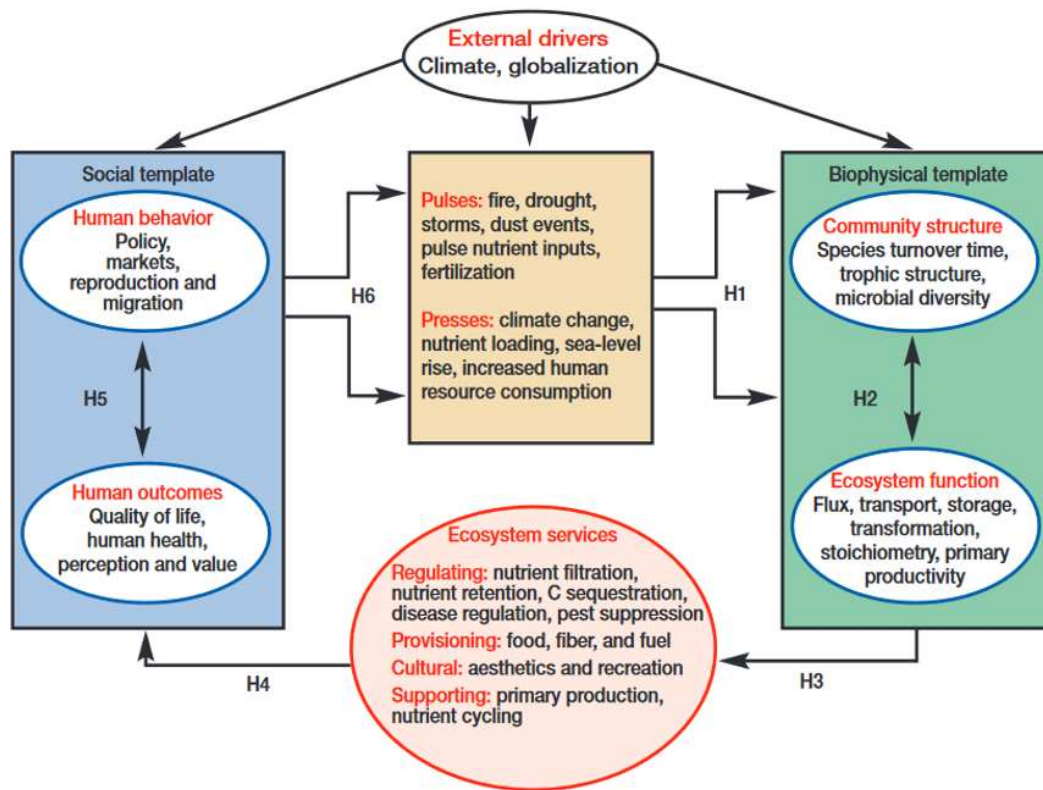 External drivers
Climate, globalization
Social template
Human behavior
Policy,
markets,
reproduction and
migration
H5
Human outcomes
Quality of life,
human health,
perception and value
H6
Pulses: fire, drought,
storms, dust events,
pulse nutrient inputs,
fertilization
Presses: climate change,
nutrient loading, sea-level
rise, increased human
resource consumption
H1
Biophysical template
Community structure
Species turnover time,
trophic structure,
microbial diversity
H2
Ecosystem function
Flux, transport, storage,
transformation,
stoichiometry, primary
productivity
Ecosystem services
Regulating: nutrient filtration,
nutrient retention, C sequestration,
disease regulation, pest suppression
Provisioning: food, fiber, and fuel
Cultural: aesthetics and recreation
Supporting: primary production,
nutrient cycling
H4
H3